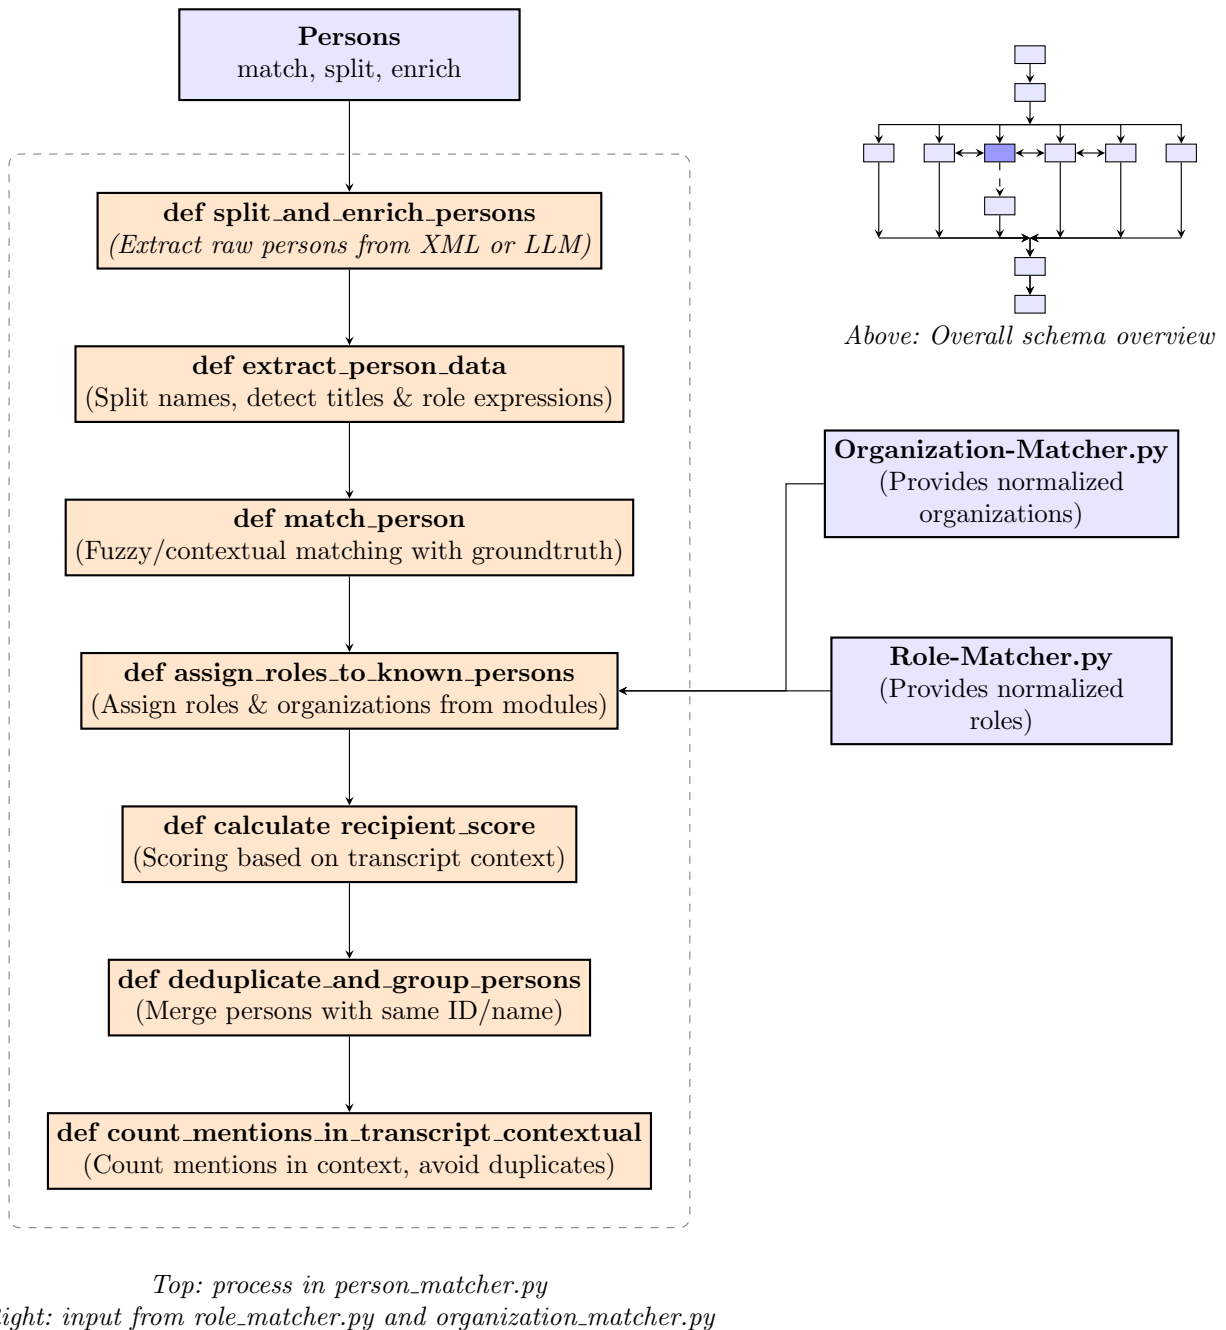 Persons
match, split, enrich
def split_and_enrich_persons
(Extract raw persons from XML or LLM)
def extract_person_data
(Split names, detect titles & role expressions)
def match_person
(Fuzzy/contextual matching with groundtruth)
def assign_roles_to_known_persons
(Assign roles & organizations from modules)
def calculate recipient_score
(Scoring based on transcript context)
def deduplicate_and_group_persons
(Merge persons with same ID/name)
def count_mentions_in_transcript_contextual
(Count mentions in context, avoid duplicates)
Above: Overall schema overview
Organization-Matcher.py
(Provides normalized
organizations)
Role-Matcher.py
(Provides normalized
roles)
Top: process in person_matcher.py
Right: input from role_matcher.py and organization_matcher.py